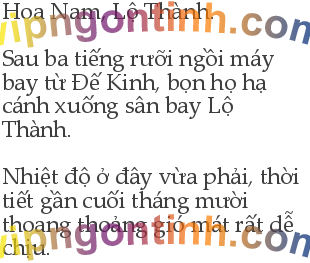 Hoa Nam, Lộ Thành.
vipngontinh.com
Sau ba tiếng rưỡi ngồi máy
bay từ Đế Kinh, bọn họ hạ
cánh xuống sân bay Lộ
Thành.
Nhiệt độ ở đây vừa phải, thời
tiết gần cuối tháng mười
thoang thoảng gió mát rất dễ
chịu.
vipngontinh.com